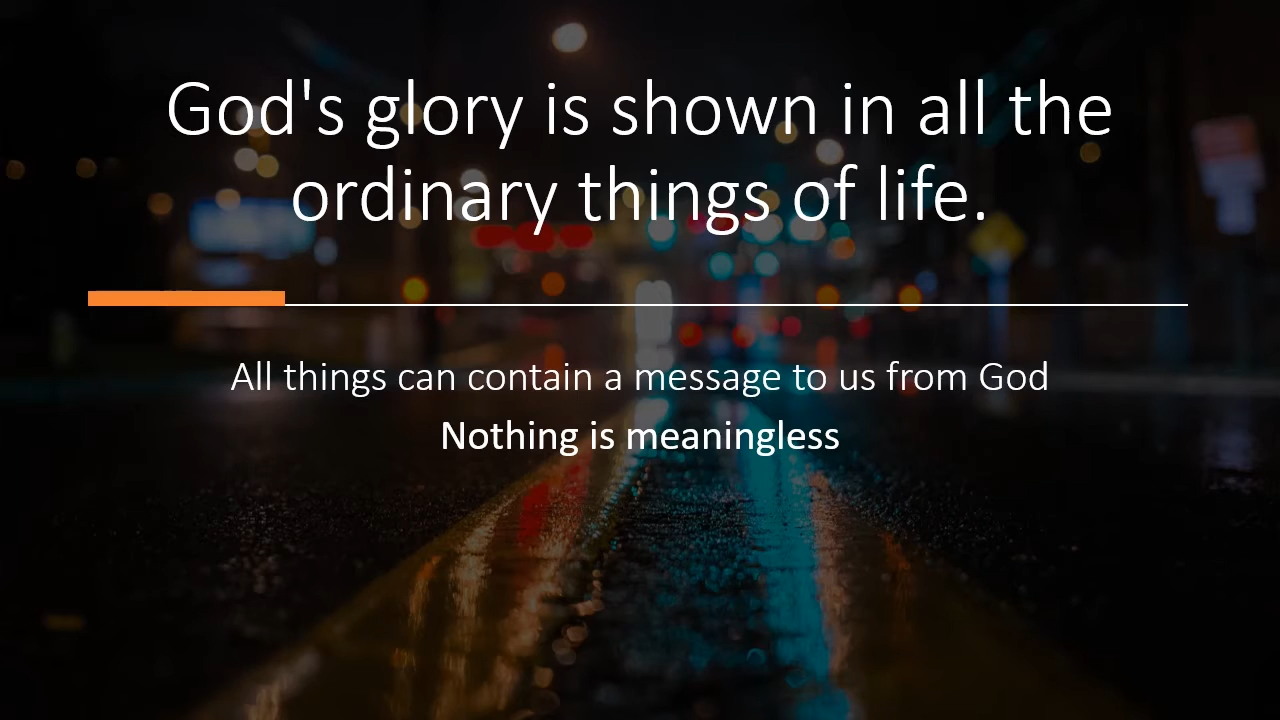 God's glory is shown in all the
ordinary things of life.
All things can contain a message to us from God
Nothing is meaningless